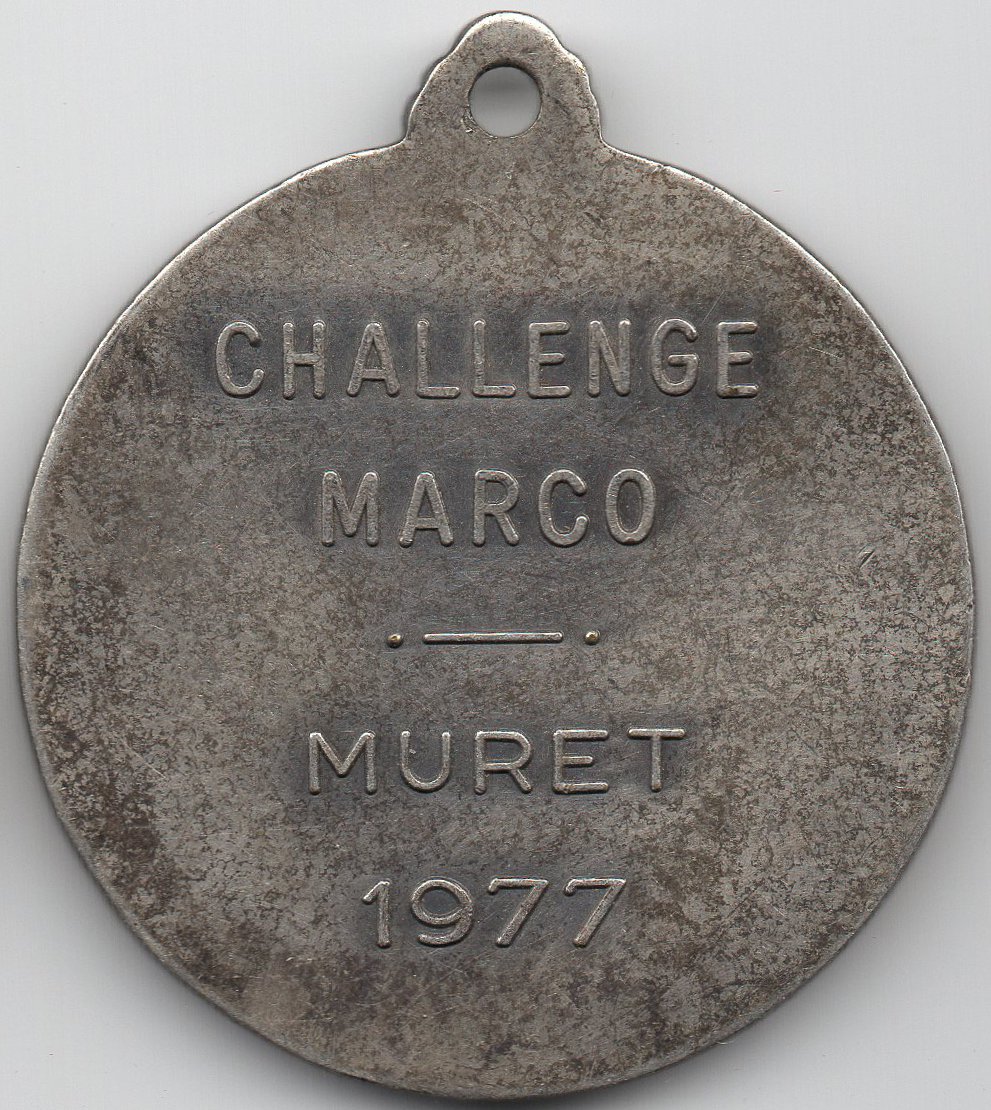 CHALLENGE
MARCO
MURET
1977